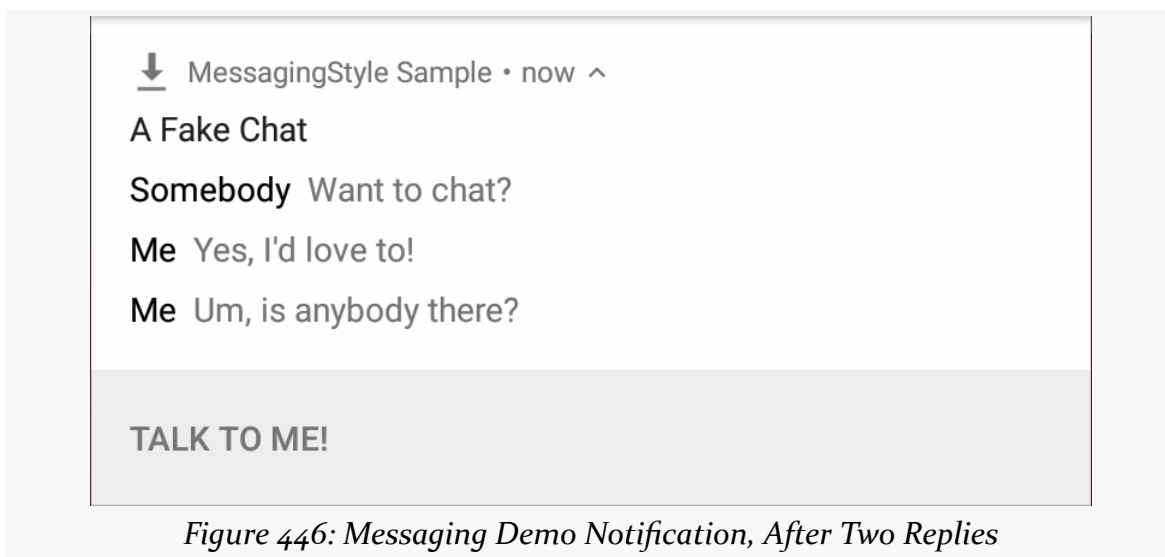 MessagingStyle Sample • now
A Fake Chat
Somebody Want to chat?
Me Yes, I'd love to!
Me Um, is anybody there?
TALK TO ME!
Figure 446: Messaging Demo Notification, After Two Replies